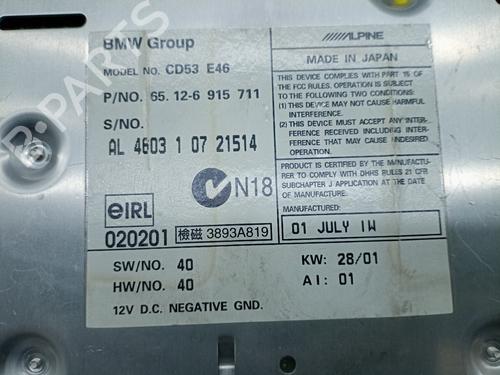 BMW Group
MODEL NO. CD53 E46
P/NO. 65.12-6 915 711
S/NO.
AL 4603 1 07 21514
N18
eIRL
020201
檢磁 3893A819
SW/NO. 40
HW/NO. 40
12V D.C. NEGATIVE GND.
ALPINE
MADE IN JAPAN
THIS DEVICE COMPLIES WITH PART 15 OF
THE FCC RULES. OPERATION IS SUBJECT TO
THE FOLLOWING TWO CONDITIONS:
(1) THIS DEVICE MAY NOT CAUSE HARMFUL
INTERFERENCE.
(2) THIS DEVICE MUST ACCEPT ANY INTER-
FERENCE RECEIVED, INCLUDING INTERFER-
ENCE THAT MAY CAUSE UNDESIRED
OPERATION.
PRODUCT IS CERTIFIED BY THE MANUFACTU-
RER TO COMPLY WITH DHHS RULES 21 CFR
SUBCHAPTER J APPLICABLE AT THE DATE
OF MANUFACTURE.
MANUFACTURED:
01 JULY IW
KW: 28/01
AI: 01
B-PARTS